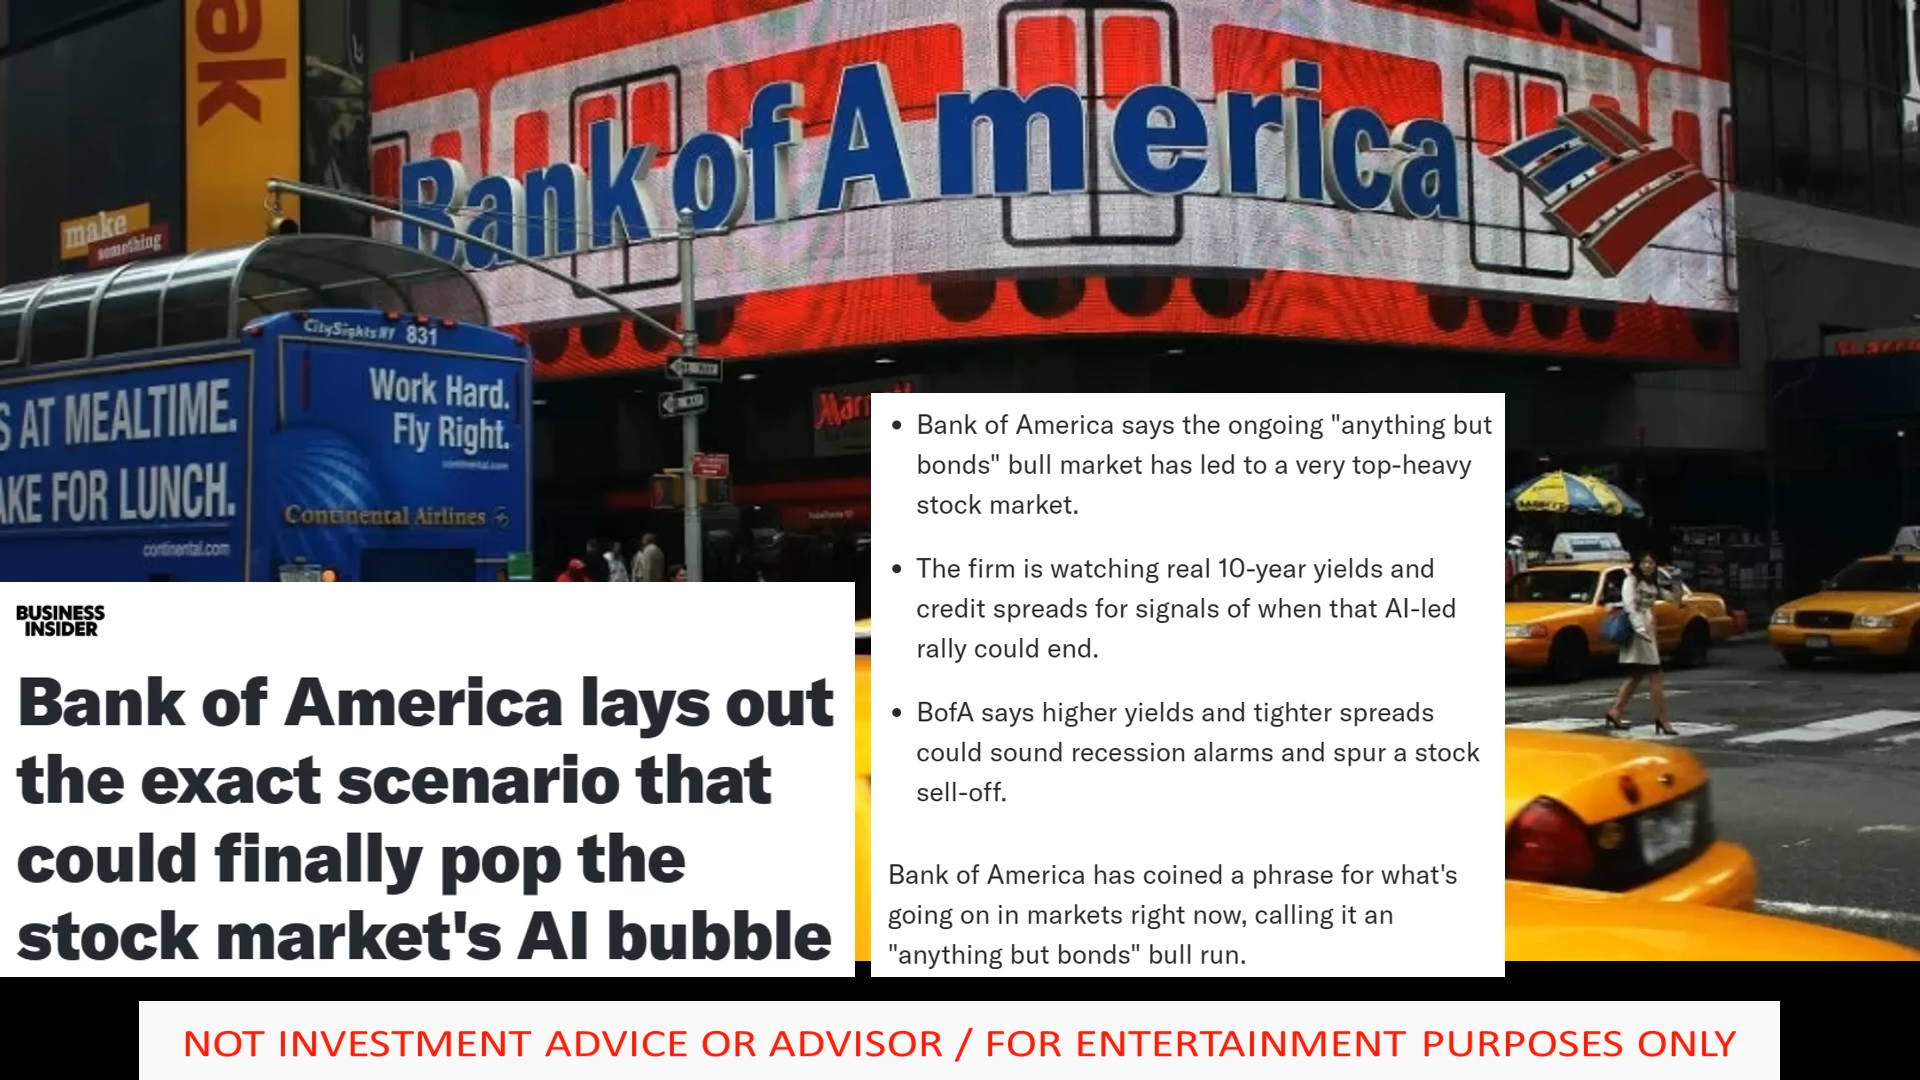 ak
make
something
Bank of America
CitySights NY 831
S AT MEALTIME.
AKE FOR LUNCH.
continental.com
Work Hard.
Fly Right.
continental.com
Continental Airlines
ONE WAY
Marriott
BUSINESS
INSIDER
Bank of America lays out
the exact scenario that
could finally pop the
stock market's AI bubble
• Bank of America says the ongoing "anything but
bonds" bull market has led to a very top-heavy
stock market.
• The firm is watching real 10-year yields and
credit spreads for signals of when that AI-led
rally could end.
• BofA says higher yields and tighter spreads
could sound recession alarms and spur a stock
sell-off.
Bank of America has coined a phrase for what's
going on in markets right now, calling it an
"anything but bonds" bull run.
NOT INVESTMENT ADVICE OR ADVISOR / FOR ENTERTAINMENT PURPOSES ONLY